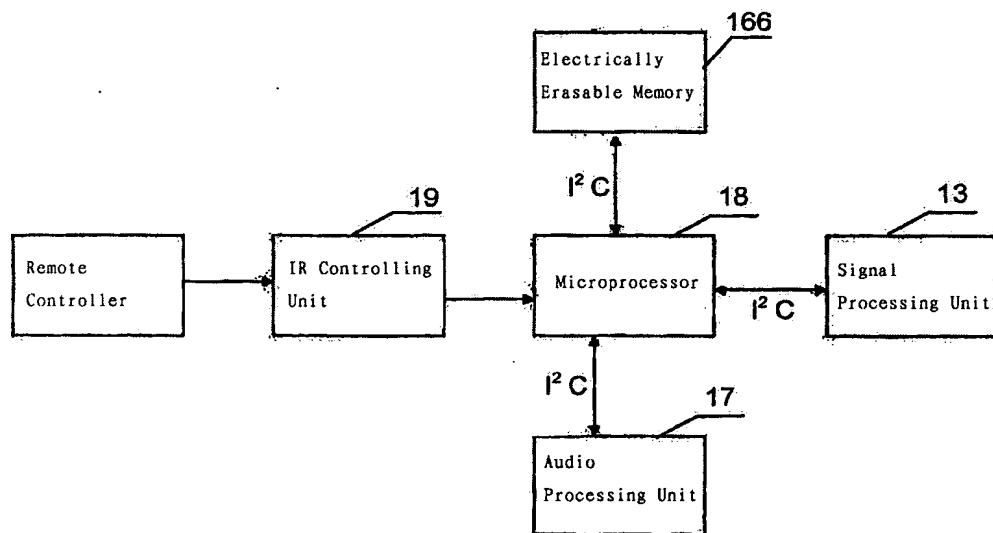 166
Electrically
Erasable Memory
I² C
19
18
13
Remote
Controller
IR Controlling
Unit
Microprocessor
Signal
Processing Unit
I² C
I² C
17
Audio
Processing Unit